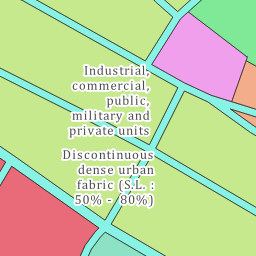 Industrial,
commercial,
public,
military and
private units
Discontinuous
dense urban
fabric (S.L. :
50% - 80%)